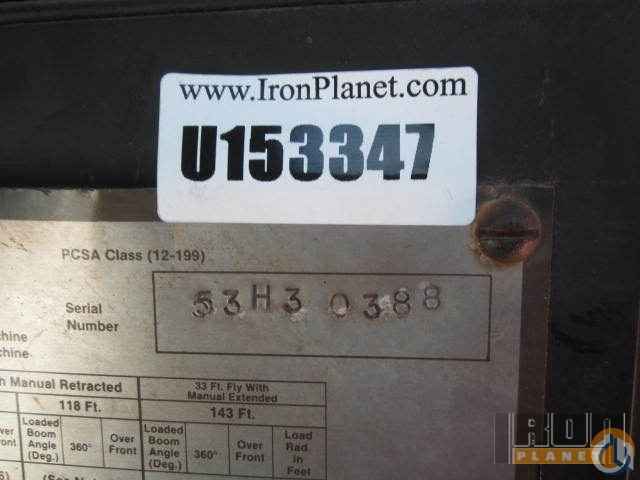 www.IronPlanet.com
U153347
PCSA Class (12-199)
Serial
Number
53H3 0388
chine
chine
h Manual Retracted
33 Ft. Fly With
Manual Extended
118 Ft.
143 Ft.
over
ront
Loaded
Boom
Angle
(Deg.)
360°
Over
Front
Loaded
Boom
Angle
(Deg.)
360°
Over
Front
Load
Rad.
in
Feet
IRON
PLANET